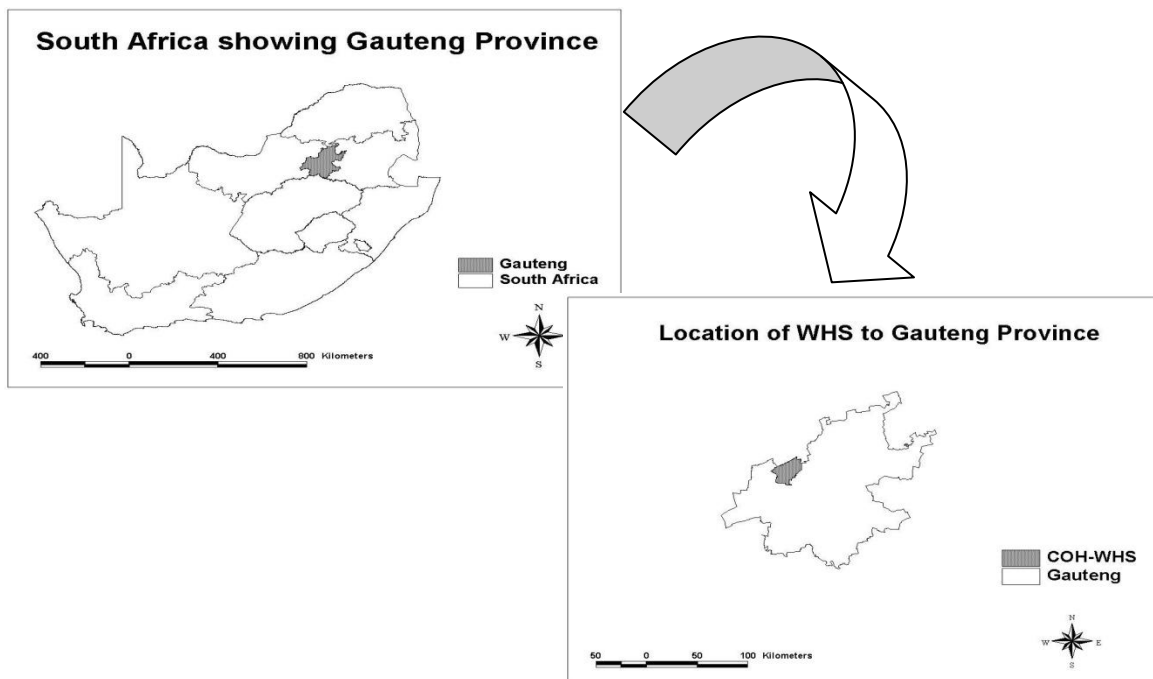 South Africa showing Gauteng Province
Gauteng
South Africa
N
W
S
400 0 400 800 Kilometers
Location of WHS to Gauteng Province
COH-WHS
Gauteng
N
W E
S
50 0 50 100 Kilometers